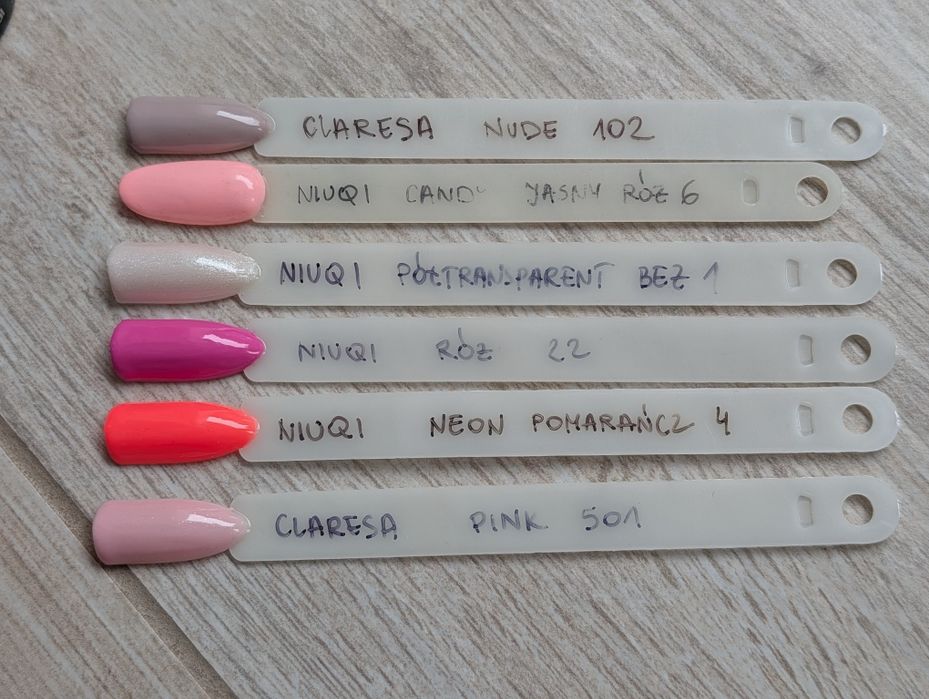 CLARESA NUDE 102
NIUQI CANDY JASNY RÓŻ 6
NIUQI PÓŁTRANSPARENT BEŻ 1
NIUQI RÓŻ 22
NIUQI NEON POMARAŃCZ 4
CLARESA PINK 501